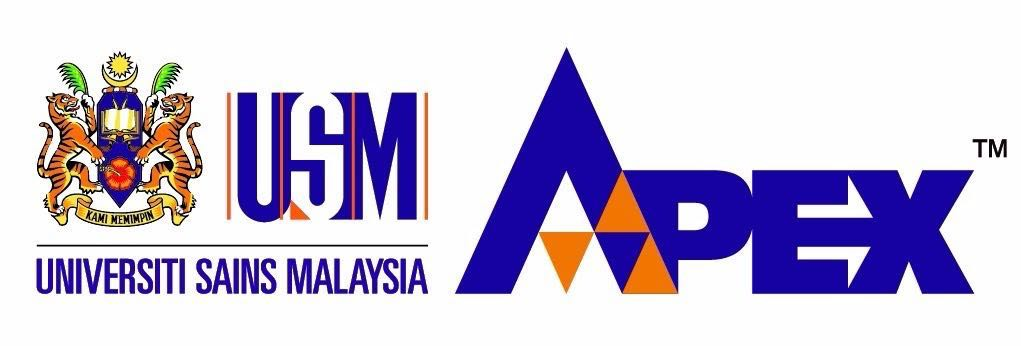 KAMI MEMIMPIN
USM
UNIVERSITI SAINS MALAYSIA
APEX
TM